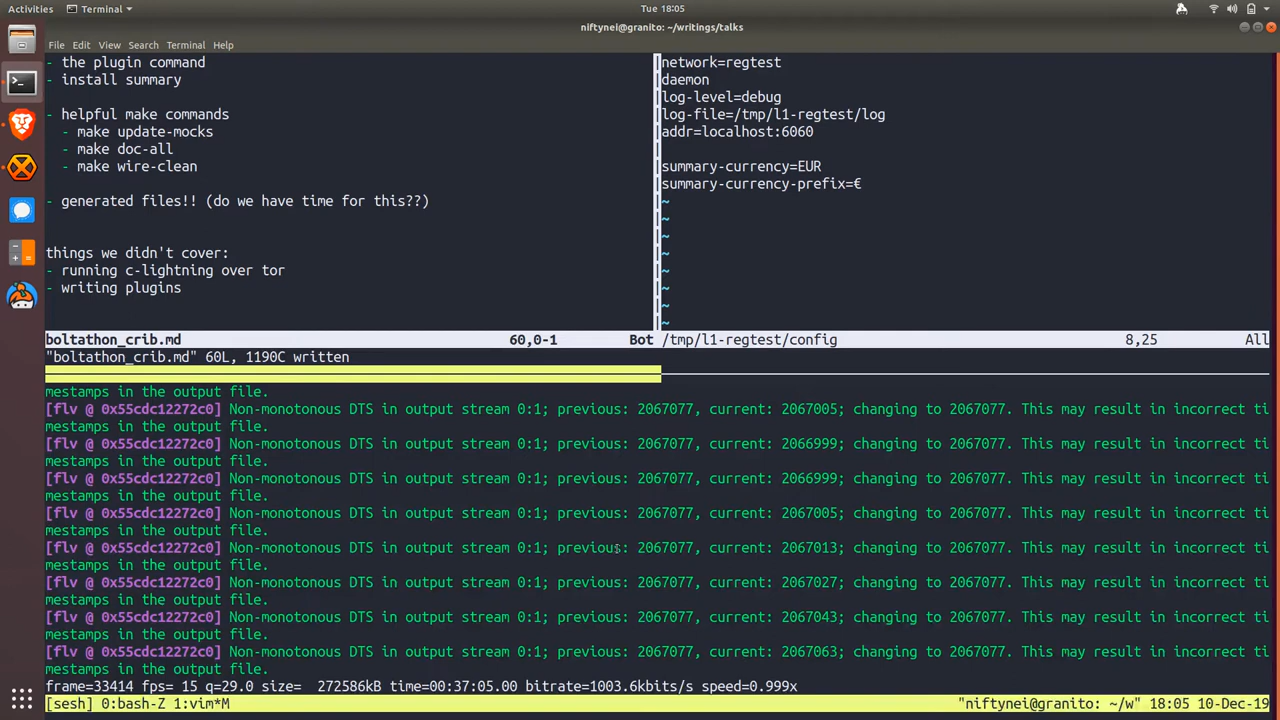 Activities Terminal Tue 18:05
niftynei@granito: ~/writings/talks
File Edit View Search Terminal Help
- the plugin command
- install summary
- helpful make commands
- make update-mocks
- make doc-all
- make wire-clean
- generated files!! (do we have time for this??)
things we didn't cover:
- running c-lightning over tor
- writing plugins
boltathon_crib.md 60,0-1 Bot
"boltathon_crib.md" 60L, 1190C written
network=regtest
daemon
log-level=debug
log-file=/tmp/l1-regtest/log
addr=localhost:6060
summary-currency=EUR
summary-currency-prefix=€
~
~
~
~
~
~
~
~
/tmp/l1-regtest/config 8,25 All
mestamps in the output file.
[flv @ 0x55cdc12272c0] Non-monotonous DTS in output stream 0:1; previous: 2067077, current: 2067005; changing to 2067077. This may result in incorrect ti
mestamps in the output file.
[flv @ 0x55cdc12272c0] Non-monotonous DTS in output stream 0:1; previous: 2067077, current: 2066999; changing to 2067077. This may result in incorrect ti
mestamps in the output file.
[flv @ 0x55cdc12272c0] Non-monotonous DTS in output stream 0:1; previous: 2067077, current: 2066999; changing to 2067077. This may result in incorrect ti
mestamps in the output file.
[flv @ 0x55cdc12272c0] Non-monotonous DTS in output stream 0:1; previous: 2067077, current: 2067005; changing to 2067077. This may result in incorrect ti
mestamps in the output file.
[flv @ 0x55cdc12272c0] Non-monotonous DTS in output stream 0:1; previous: 2067077, current: 2067013; changing to 2067077. This may result in incorrect ti
mestamps in the output file.
[flv @ 0x55cdc12272c0] Non-monotonous DTS in output stream 0:1; previous: 2067077, current: 2067027; changing to 2067077. This may result in incorrect ti
mestamps in the output file.
[flv @ 0x55cdc12272c0] Non-monotonous DTS in output stream 0:1; previous: 2067077, current: 2067043; changing to 2067077. This may result in incorrect ti
mestamps in the output file.
[flv @ 0x55cdc12272c0] Non-monotonous DTS in output stream 0:1; previous: 2067077, current: 2067063; changing to 2067077. This may result in incorrect ti
mestamps in the output file.
frame=33414 fps= 15 q=29.0 size= 272586kB time=00:37:05.00 bitrate=1003.6kbits/s speed=0.999x
[sesh] 0:bash-Z 1:vim*M "niftynei@granito: ~/w" 18:05 10-Dec-19